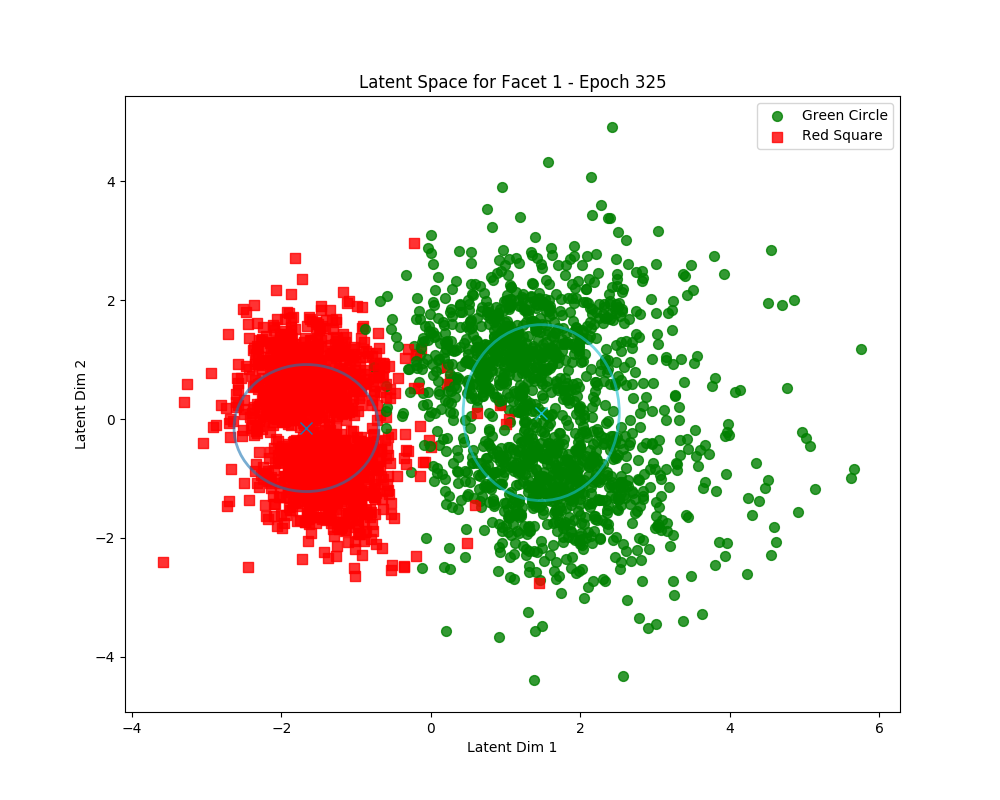 Latent Space for Facet 1 - Epoch 325
Green Circle
Red Square
4
2
0
−2
−4
Latent Dim 2
−4
−2
0
2
4
6
Latent Dim 1